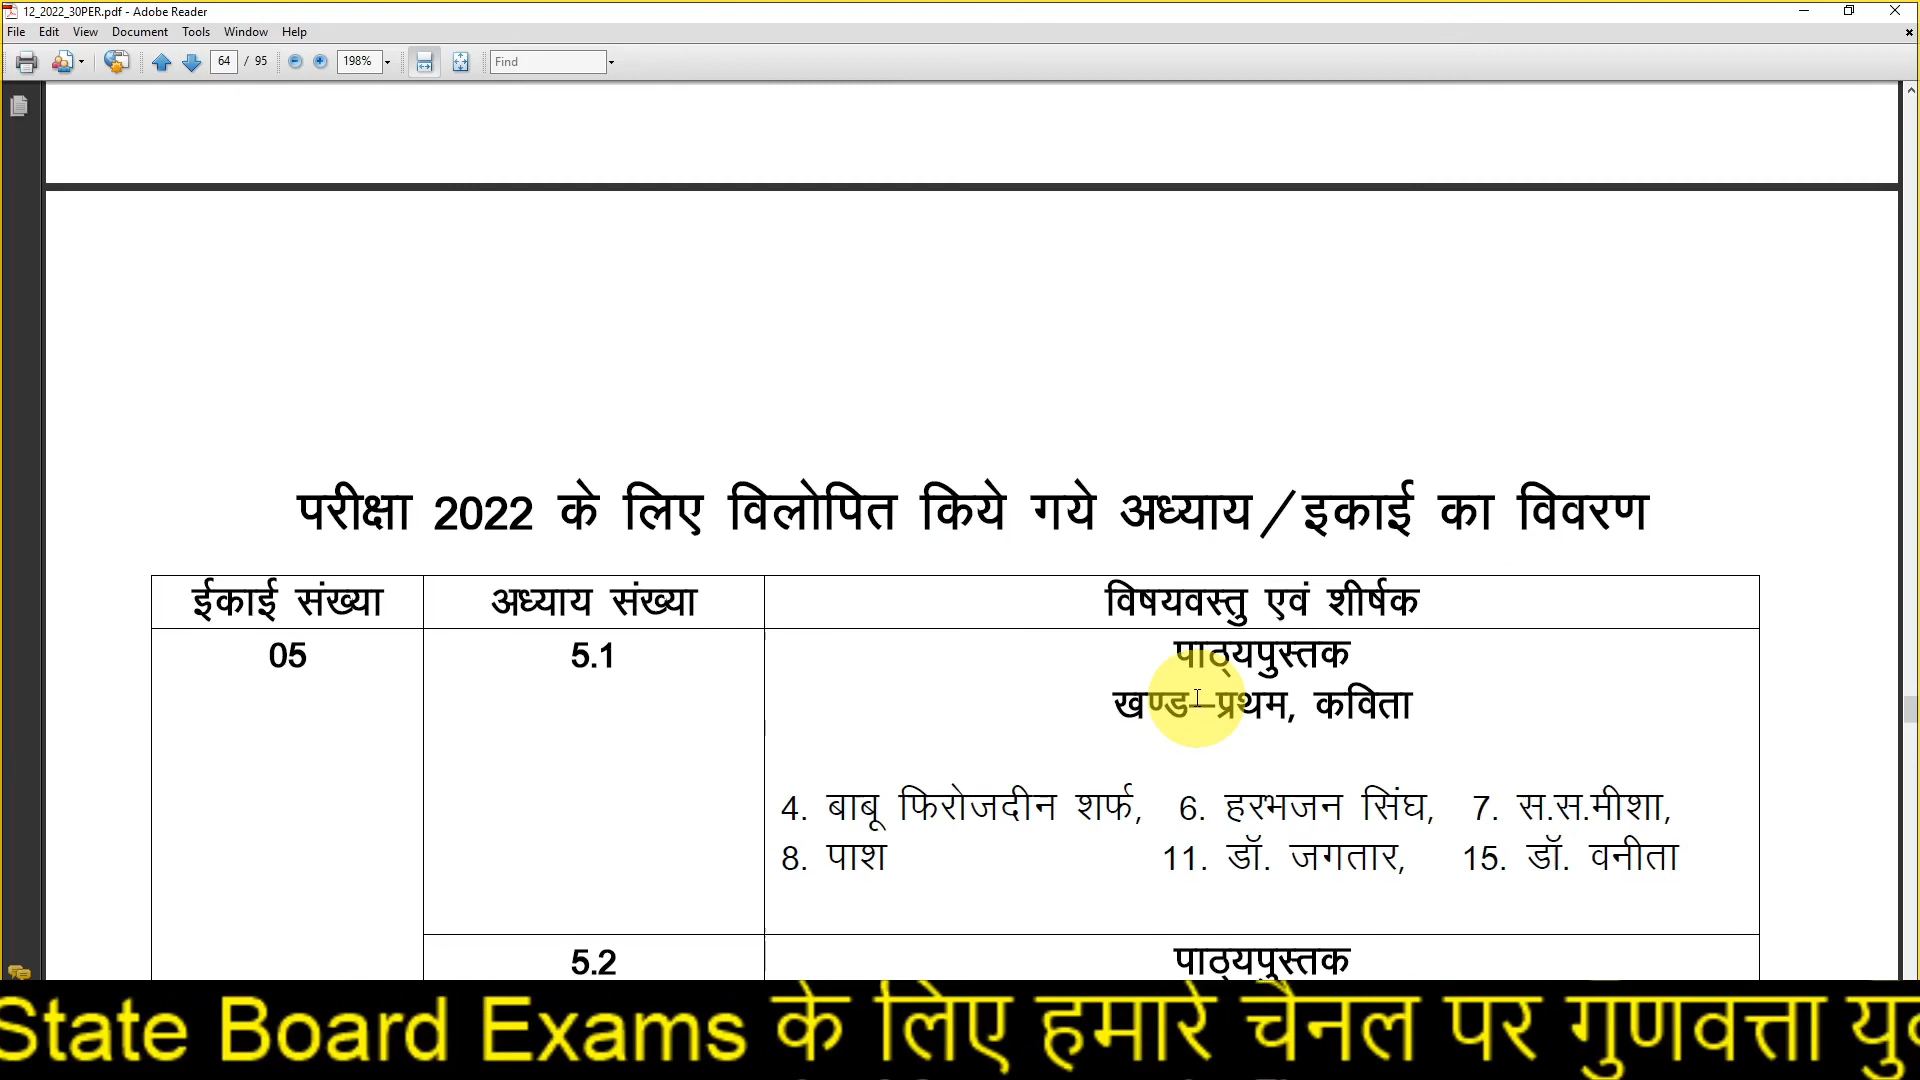 12_2022_30PER.pdf - Adobe Reader
File Edit View Document Tools Window Help
64 / 95 198% Find
परीक्षा 2022 के लिए विलोपित किये गये अध्याय/इकाई का विवरण
ईकाई संख्या अध्याय संख्या विषयवस्तु एवं शीर्षक
05 5.1 पाठ्यपुस्तक
खण्ड–प्रथम, कविता
4. बाबू फिरोजदीन शर्फ, 6. हरभजन सिंघ, 7. स.स.मीशा,
8. पाश 11. डॉ. जगतार, 15. डॉ. वनीता
5.2 पाठ्यपुस्तक
State Board Exams के लिए हमारे चैनल पर गुणवत्ता